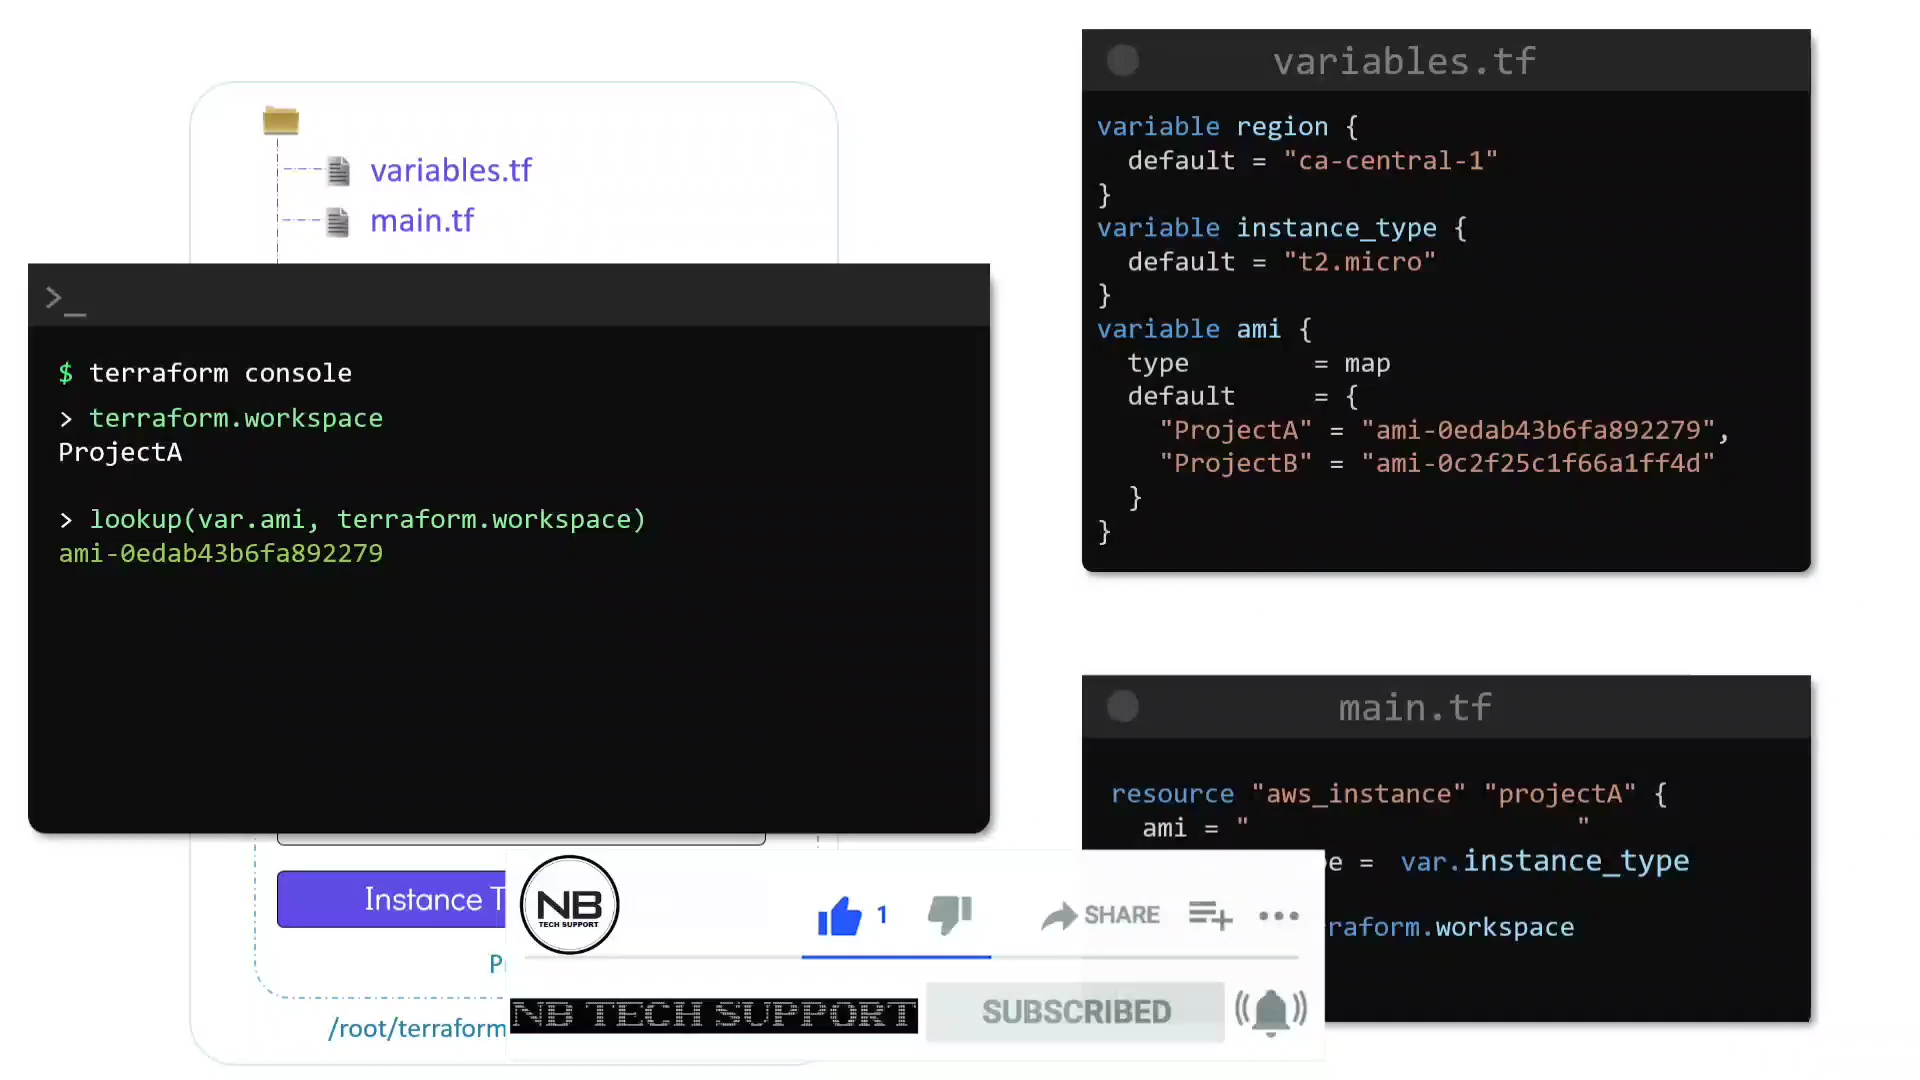 variables.tf
main.tf
>_
$ terraform console
> terraform.workspace
ProjectA
> lookup(var.ami, terraform.workspace)
ami-0edab43b6fa892279
Instance T
/root/terraform
variables.tf
variable region {
default = "ca-central-1"
}
variable instance_type {
default = "t2.micro"
}
variable ami {
type = map
default = {
"ProjectA" = "ami-0edab43b6fa892279",
"ProjectB" = "ami-0c2f25c1f66a1ff4d"
}
}
main.tf
resource "aws_instance" "projectA" {
ami = " "
e = var.instance_type
raform.workspace
NB
TECH SUPPORT
1
SHARE
NB TECH SUPPORT
SUBSCRIBED